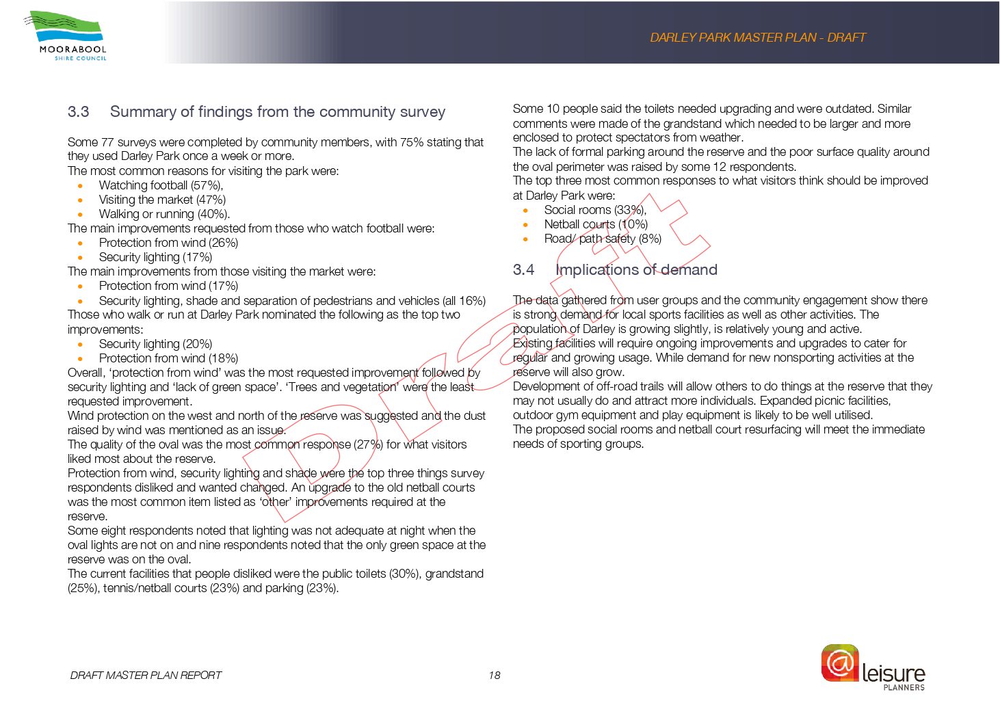 MOORABOOL
SHIRE COUNCIL
DARLEY PARK MASTER PLAN - DRAFT
3.3 Summary of findings from the community survey
Some 77 surveys were completed by community members, with 75% stating that
they used Darley Park once a week or more.
The most common reasons for visiting the park were:
• Watching football (57%),
• Visiting the market (47%)
• Walking or running (40%).
The main improvements requested from those who watch football were:
• Protection from wind (26%)
• Security lighting (17%)
The main improvements from those visiting the market were:
• Protection from wind (17%)
• Security lighting, shade and separation of pedestrians and vehicles (all 16%)
Those who walk or run at Darley Park nominated the following as the top two
improvements:
• Security lighting (20%)
• Protection from wind (18%)
Overall, ‘protection from wind’ was the most requested improvement followed by
security lighting and ‘lack of green space’. ‘Trees and vegetation’ were the least
requested improvement.
Wind protection on the west and north of the reserve was suggested and the dust
raised by wind was mentioned as an issue.
The quality of the oval was the most common response (27%) for what visitors
liked most about the reserve.
Protection from wind, security lighting and shade were the top three things survey
respondents disliked and wanted changed. An upgrade to the old netball courts
was the most common item listed as ‘other’ improvements required at the
reserve.
Some eight respondents noted that lighting was not adequate at night when the
oval lights are not on and nine respondents noted that the only green space at the
reserve was on the oval.
The current facilities that people disliked were the public toilets (30%), grandstand
(25%), tennis/netball courts (23%) and parking (23%).
Some 10 people said the toilets needed upgrading and were outdated. Similar
comments were made of the grandstand which needed to be larger and more
enclosed to protect spectators from weather.
The lack of formal parking around the reserve and the poor surface quality around
the oval perimeter was raised by some 12 respondents.
The top three most common responses to what visitors think should be improved
at Darley Park were:
• Social rooms (33%),
• Netball courts (10%)
• Road/ path safety (8%)
3.4 Implications of demand
The data gathered from user groups and the community engagement show there
is strong demand for local sports facilities as well as other activities. The
population of Darley is growing slightly, is relatively young and active.
Existing facilities will require ongoing improvements and upgrades to cater for
regular and growing usage. While demand for new nonsporting activities at the
reserve will also grow.
Development of off-road trails will allow others to do things at the reserve that they
may not usually do and attract more individuals. Expanded picnic facilities,
outdoor gym equipment and play equipment is likely to be well utilised.
The proposed social rooms and netball court resurfacing will meet the immediate
needs of sporting groups.
Draft
DRAFT MASTER PLAN REPORT
18
@leisure
PLANNERS